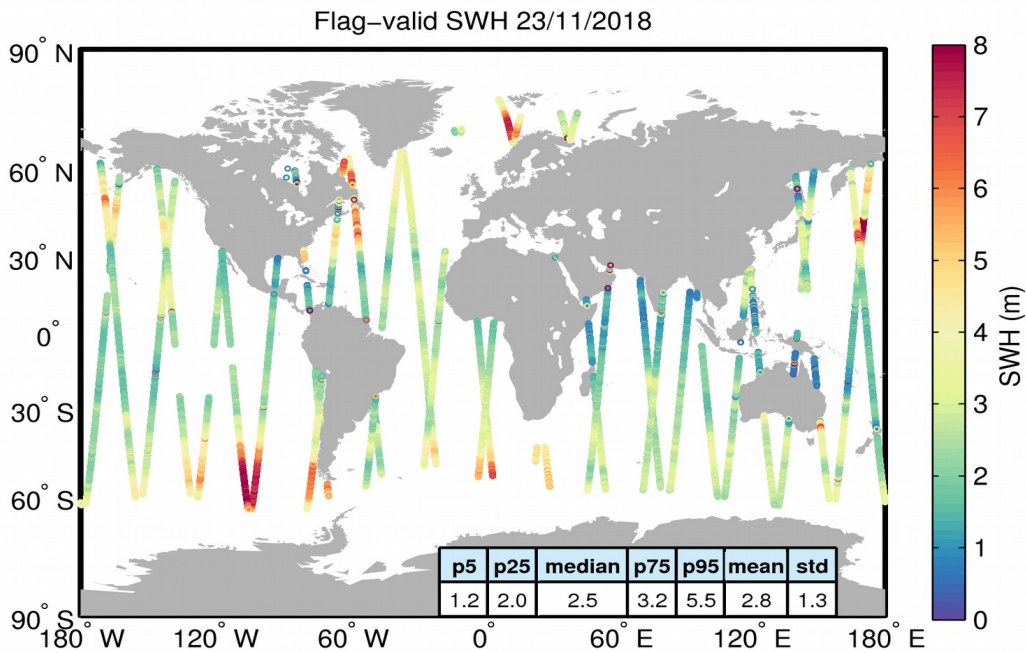 Flag−valid SWH 23/11/2018
90° N
60° N
30° N
0°
30° S
60° S
90° S
180° W
120° W
60° W
0°
60° E
120° E
180° E
p5 p25 median p75 p95 mean std
1.2 2.0 2.5 3.2 5.5 2.8 1.3
8
7
6
5
4
3
2
1
0
SWH (m)